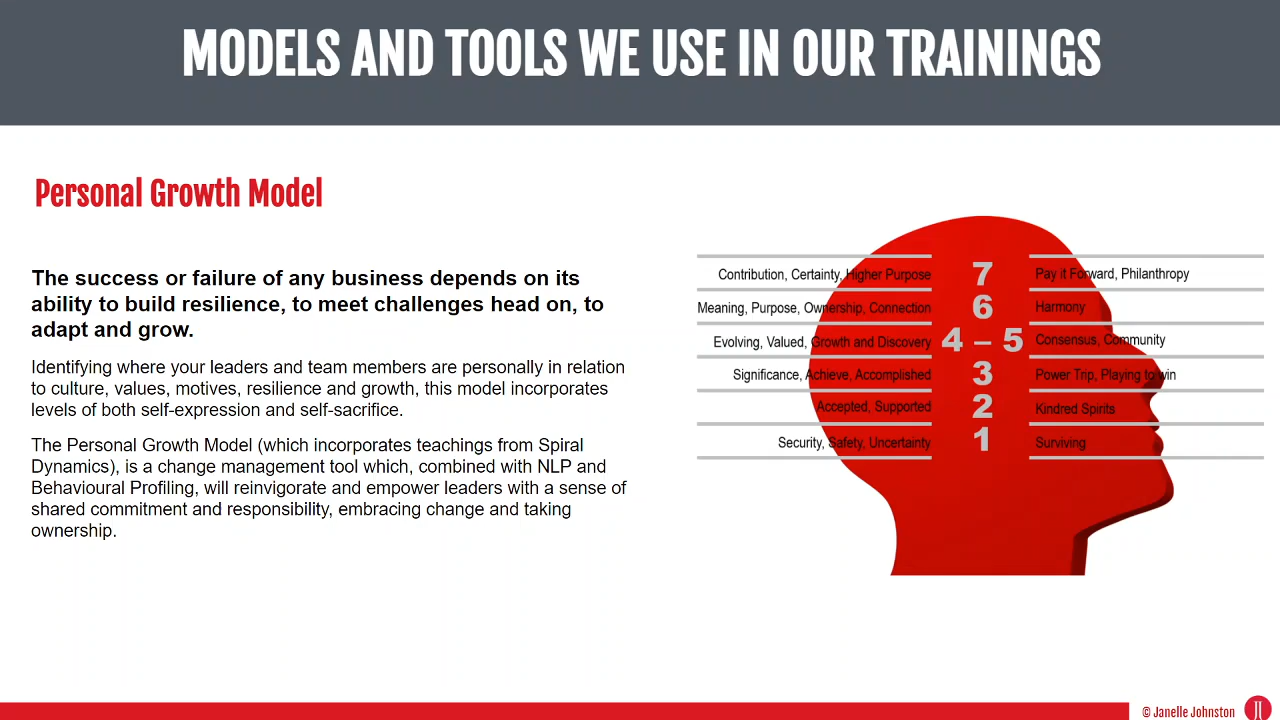 MODELS AND TOOLS WE USE IN OUR TRAININGS
Personal Growth Model
The success or failure of any business depends on its
ability to build resilience, to meet challenges head on, to
adapt and grow.
Identifying where your leaders and team members are personally in relation
to culture, values, motives, resilience and growth, this model incorporates
levels of both self-expression and self-sacrifice.
The Personal Growth Model (which incorporates teachings from Spiral
Dynamics), is a change management tool which, combined with NLP and
Behavioural Profiling, will reinvigorate and empower leaders with a sense of
shared commitment and responsibility, embracing change and taking
ownership.
Contribution, Certainty, Higher Purpose 7 Pay it Forward, Philanthropy
Meaning, Purpose, Ownership, Connection 6 Harmony
Evolving, Valued, Growth and Discovery 4 – 5 Consensus, Community
Significance, Achieve, Accomplished 3 Power Trip, Playing to win
Accepted, Supported 2 Kindred Spirits
Security, Safety, Uncertainty 1 Surviving
© Janelle Johnston